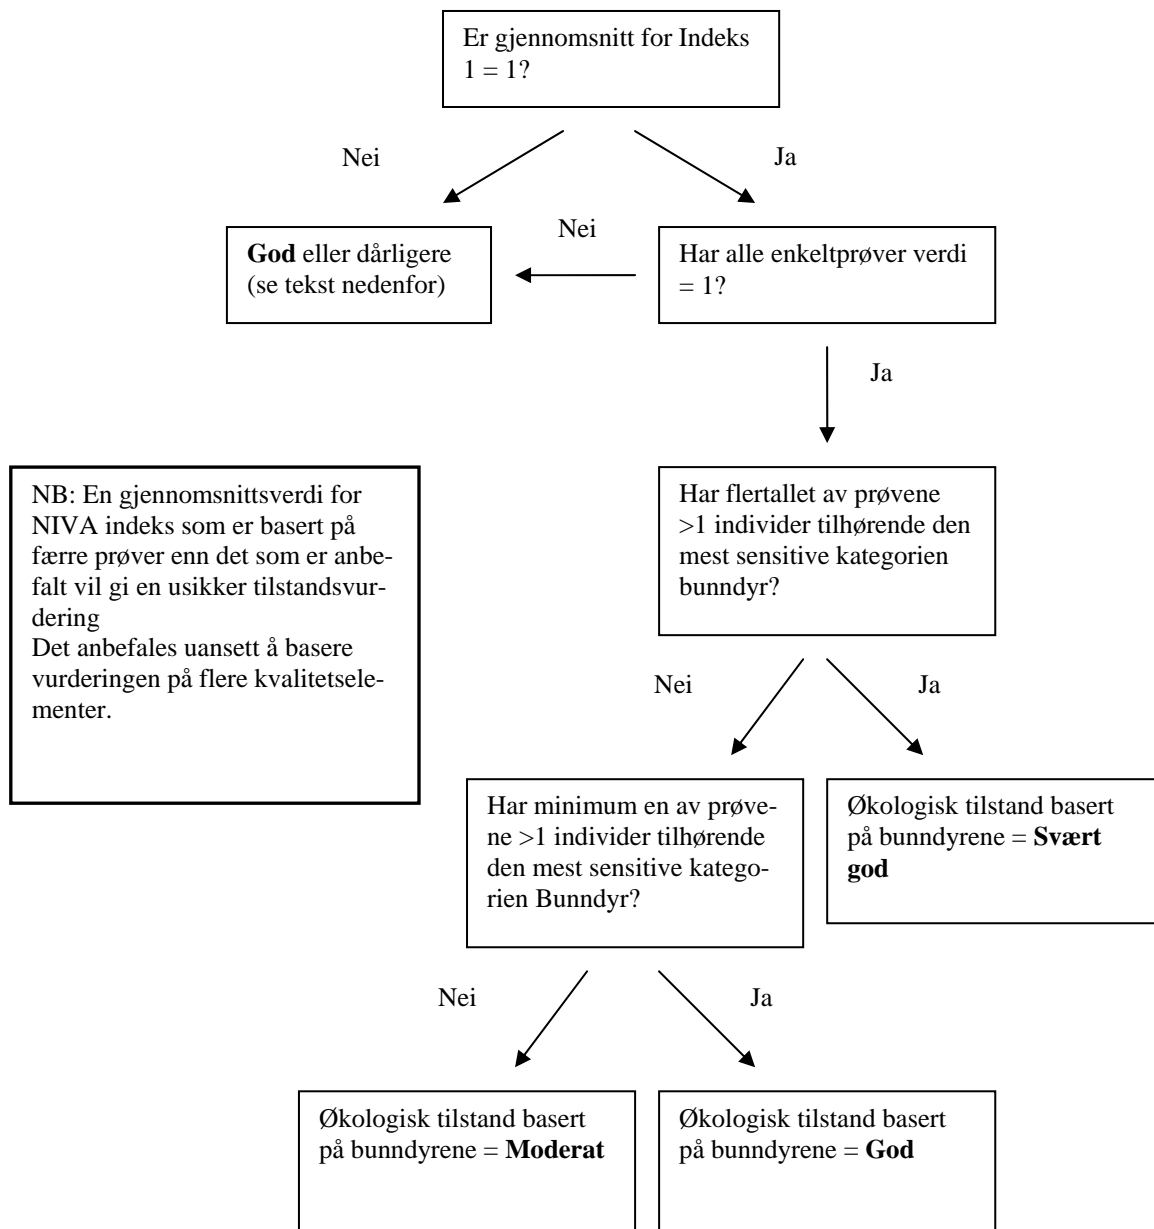 Er gjennomsnitt for Indeks
1 = 1?
Nei
Ja
God eller dårligere
(se tekst nedenfor)
Nei
Har alle enkeltprøver verdi
= 1?
Ja
NB: En gjennomsnittsverdi for
NIVA indeks som er basert på
færre prøver enn det som er anbe-
falt vil gi en usikker tilstandsvur-
dering
Det anbefales uansett å basere
vurderingen på flere kvalitetsele-
menter.
Har flertallet av prøvene
>1 individer tilhørende den
mest sensitive kategorien
bunndyr?
Nei
Ja
Har minimum en av prøve-
ne >1 individer tilhørende
den mest sensitive katego-
rien Bunndyr?
Økologisk tilstand basert
på bunndyrene = Svært
god
Nei
Ja
Økologisk tilstand basert
på bunndyrene = Moderat
Økologisk tilstand basert
på bunndyrene = God